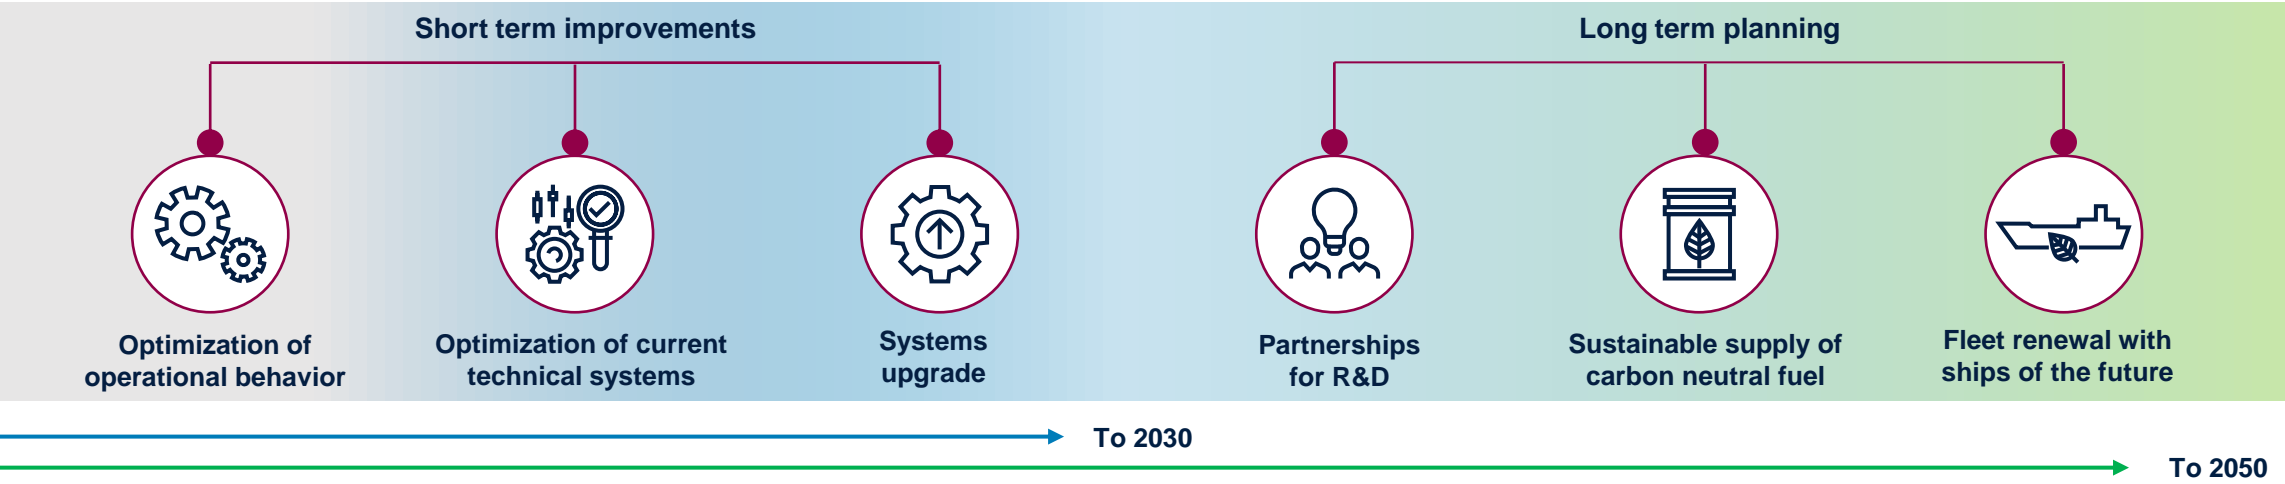 Short term improvements
Long term planning
Optimization of
operational behavior
Optimization of current
technical systems
Systems
upgrade
Partnerships
for R&D
Sustainable supply of
carbon neutral fuel
Fleet renewal with
ships of the future
To 2030
To 2050